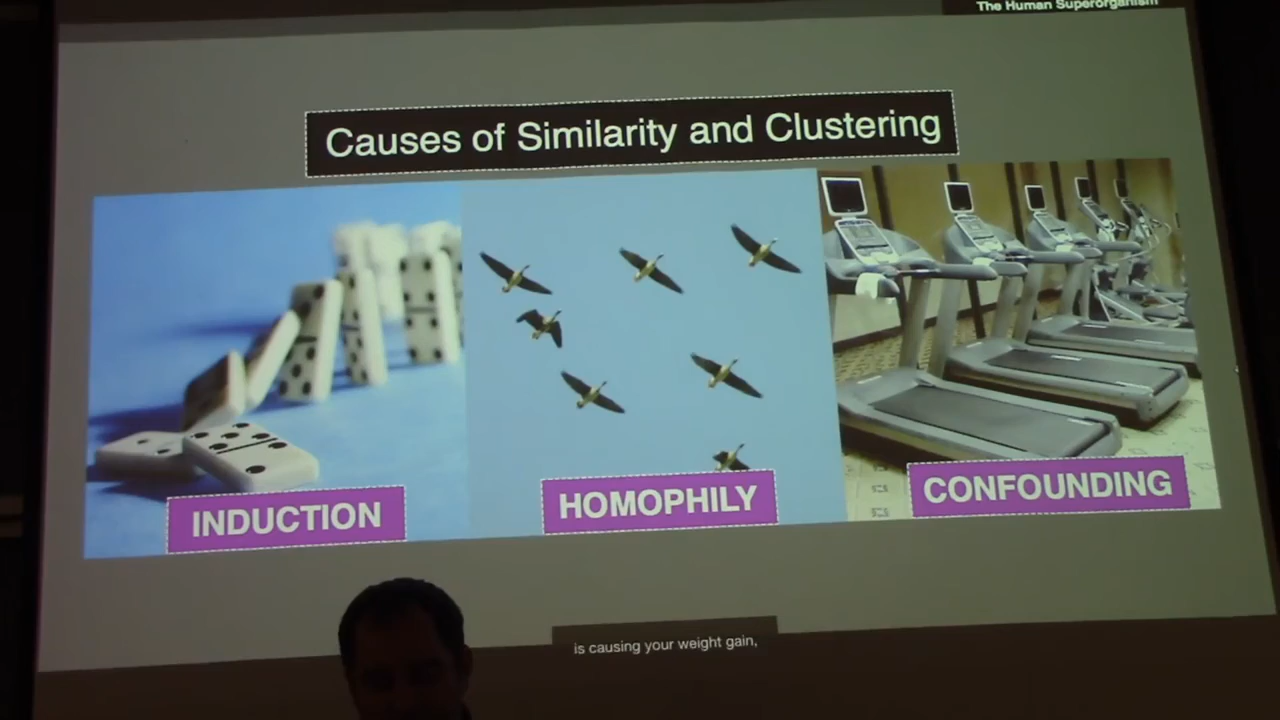 The Human Superorganism
Causes of Similarity and Clustering
INDUCTION
HOMOPHILY
CONFOUNDING
is causing your weight gain,